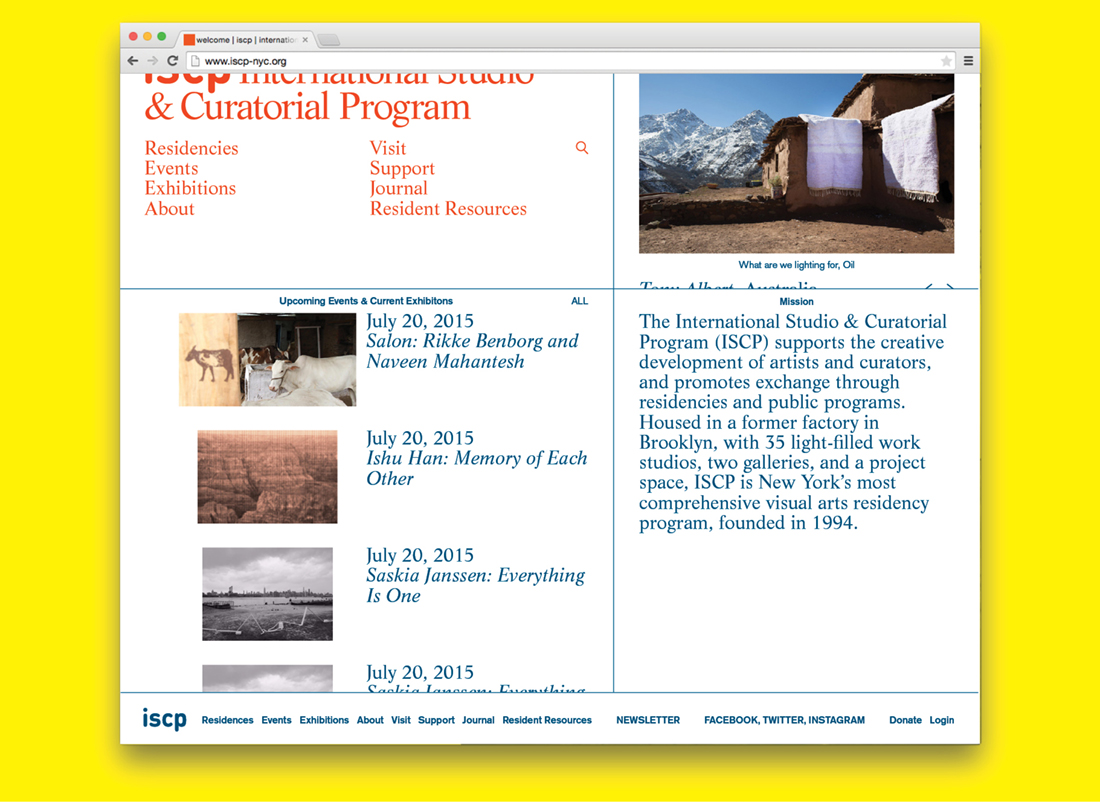 welcome | iscp | internatio
www.iscp-nyc.org
iscp International Studio
& Curatorial Program
Residencies
Events
Exhibitions
About
Visit
Support
Journal
Resident Resources
What are we lighting for, Oil
Tony Albert, Australia
Upcoming Events & Current Exhibitons
ALL
July 20, 2015
Salon: Rikke Benborg and
Naveen Mahantesh
July 20, 2015
Ishu Han: Memory of Each
Other
July 20, 2015
Saskia Janssen: Everything
Is One
July 20, 2015
Saskia Janssen: Everything
Mission
The International Studio & Curatorial
Program (ISCP) supports the creative
development of artists and curators,
and promotes exchange through
residencies and public programs.
Housed in a former factory in
Brooklyn, with 35 light-filled work
studios, two galleries, and a project
space, ISCP is New York’s most
comprehensive visual arts residency
program, founded in 1994.
iscp Residences Events Exhibitions About Visit Support Journal Resident Resources NEWSLETTER FACEBOOK, TWITTER, INSTAGRAM Donate Login